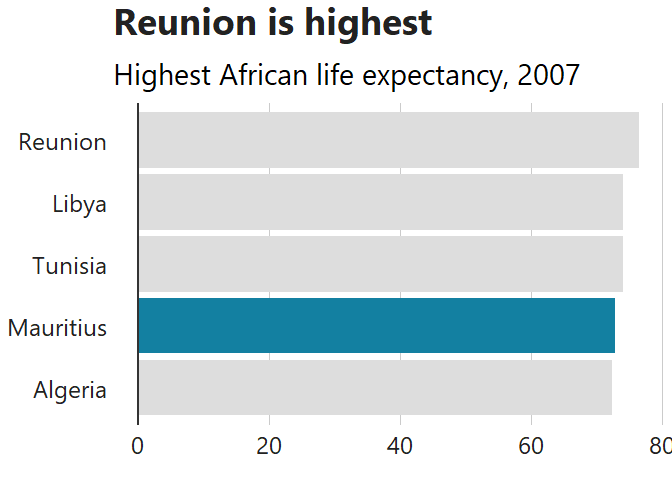 Reunion is highest
Highest African life expectancy, 2007
Reunion
Libya
Tunisia
Mauritius
Algeria
0 20 40 60 80